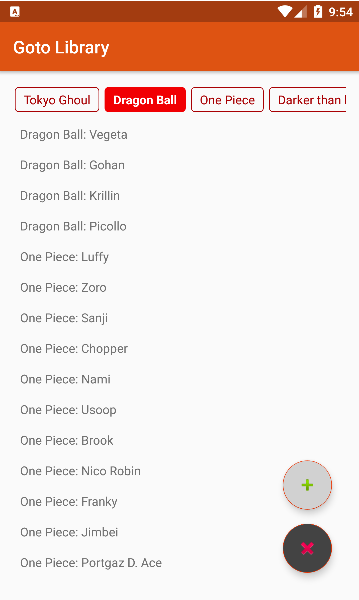 9:54
Goto Library
Tokyo Ghoul Dragon Ball One Piece Darker than
Dragon Ball: Vegeta
Dragon Ball: Gohan
Dragon Ball: Krillin
Dragon Ball: Picollo
One Piece: Luffy
One Piece: Zoro
One Piece: Sanji
One Piece: Chopper
One Piece: Nami
One Piece: Usoop
One Piece: Brook
One Piece: Nico Robin
One Piece: Franky
One Piece: Jimbei
One Piece: Portgaz D. Ace